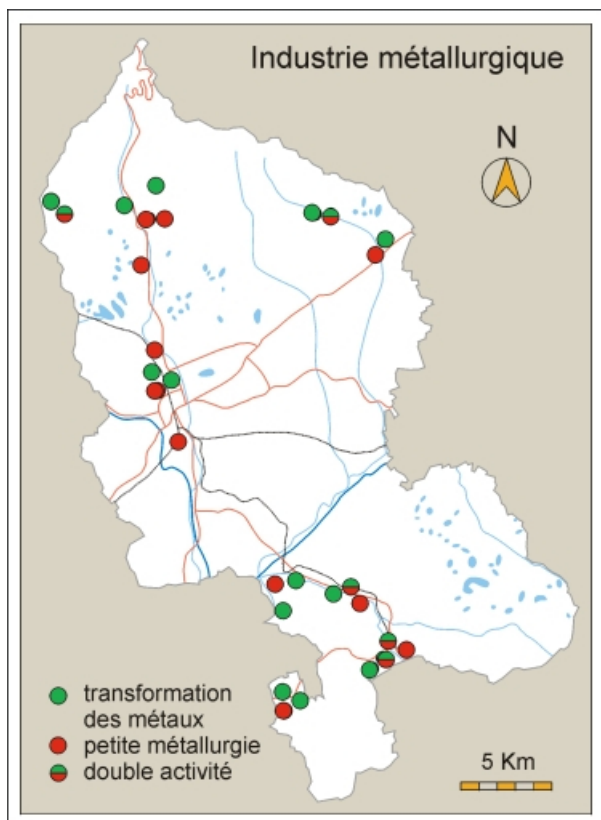 Industrie métallurgique
N
transformation
des métaux
petite métallurgie
double activité
5 Km